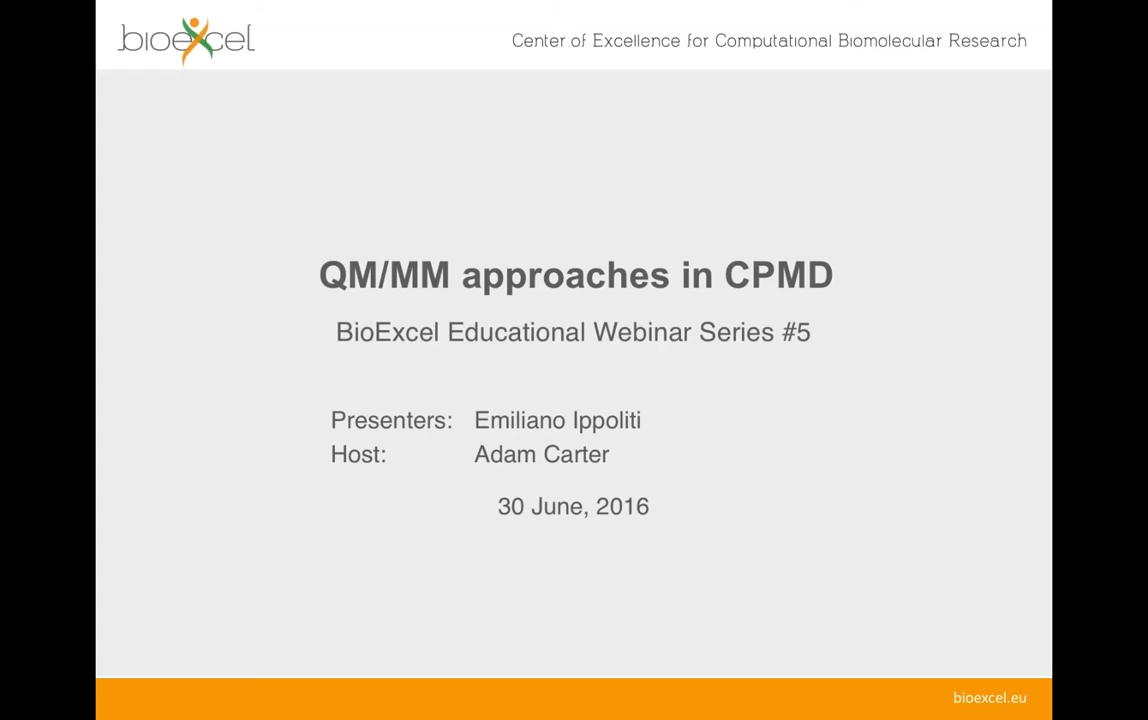 bioexcel
Center of Excellence for Computational Biomolecular Research
QM/MM approaches in CPMD
BioExcel Educational Webinar Series #5
Presenters: Emiliano Ippoliti
Host: Adam Carter
30 June, 2016
bioexcel.eu